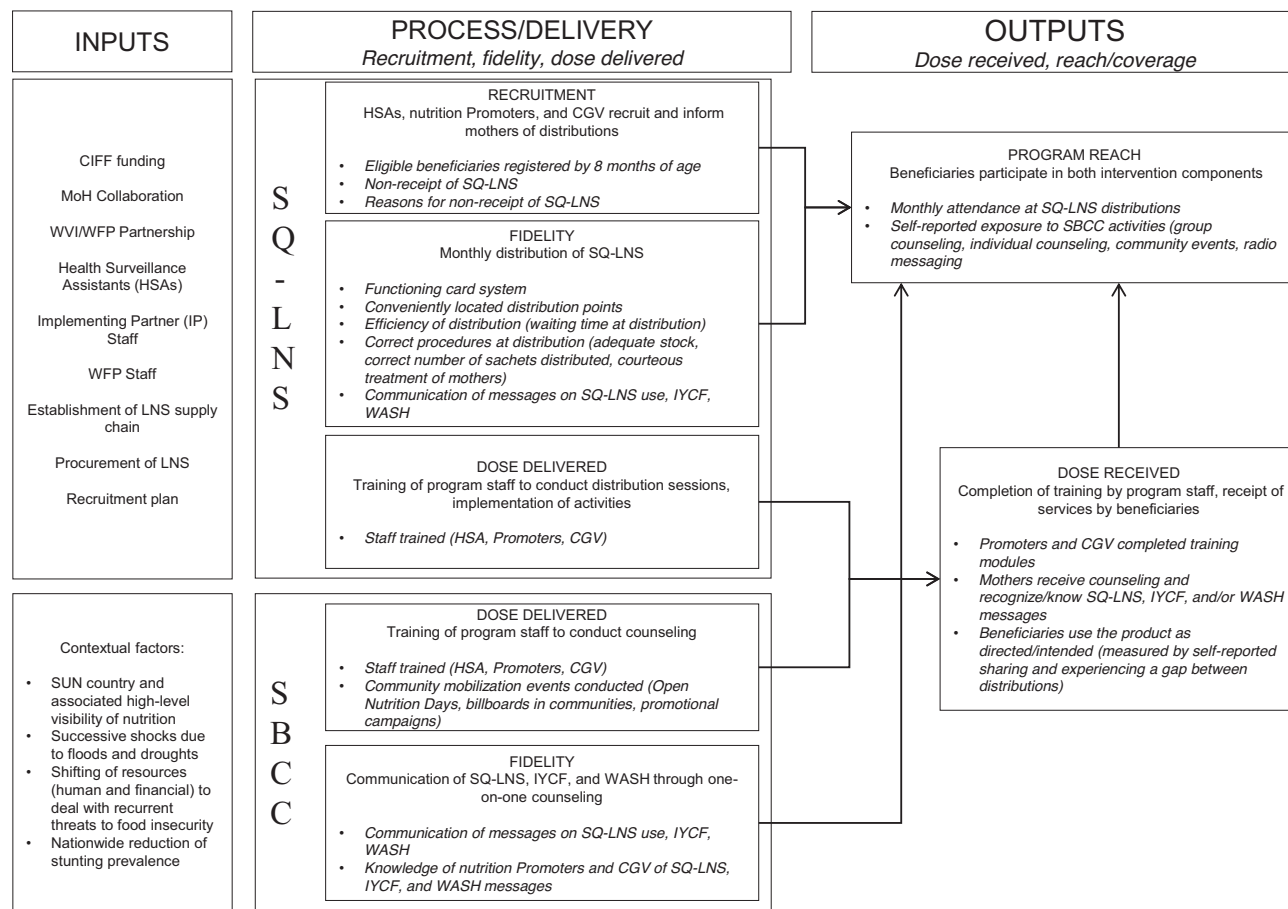 INPUTS
CIFF funding
MoH Collaboration
WVI/WFP Partnership
Health Surveillance
Assistants (HSAs)
Implementing Partner (IP)
Staff
WFP Staff
Establishment of LNS supply
chain
Procurement of LNS
Recruitment plan
Contextual factors:
• SUN country and
associated high-level
visibility of nutrition
• Successive shocks due
to floods and droughts
• Shifting of resources
(human and financial) to
deal with recurrent
threats to food insecurity
• Nationwide reduction of
stunting prevalence
PROCESS/DELIVERY
Recruitment, fidelity, dose delivered
S
Q
-
L
N
S
RECRUITMENT
HSAs, nutrition Promoters, and CGV recruit and inform
mothers of distributions
• Eligible beneficiaries registered by 8 months of age
• Non-receipt of SQ-LNS
• Reasons for non-receipt of SQ-LNS
FIDELITY
Monthly distribution of SQ-LNS
• Functioning card system
• Conveniently located distribution points
• Efficiency of distribution (waiting time at distribution)
• Correct procedures at distribution (adequate stock,
correct number of sachets distributed, courteous
treatment of mothers)
• Communication of messages on SQ-LNS use, IYCF,
WASH
DOSE DELIVERED
Training of program staff to conduct distribution sessions,
implementation of activities
• Staff trained (HSA, Promoters, CGV)
S
B
C
C
DOSE DELIVERED
Training of program staff to conduct counseling
• Staff trained (HSA, Promoters, CGV)
• Community mobilization events conducted (Open
Nutrition Days, billboards in communities, promotional
campaigns)
FIDELITY
Communication of SQ-LNS, IYCF, and WASH through one-
on-one counseling
• Communication of messages on SQ-LNS use, IYCF,
WASH
• Knowledge of nutrition Promoters and CGV of SQ-LNS,
IYCF, and WASH messages
OUTPUTS
Dose received, reach/coverage
PROGRAM REACH
Beneficiaries participate in both intervention components
• Monthly attendance at SQ-LNS distributions
• Self-reported exposure to SBCC activities (group
counseling, individual counseling, community events, radio
messaging
DOSE RECEIVED
Completion of training by program staff, receipt of
services by beneficiaries
• Promoters and CGV completed training
modules
• Mothers receive counseling and
recognize/know SQ-LNS, IYCF, and/or WASH
messages
• Beneficiaries use the product as
directed/intended (measured by self-reported
sharing and experiencing a gap between
distributions)